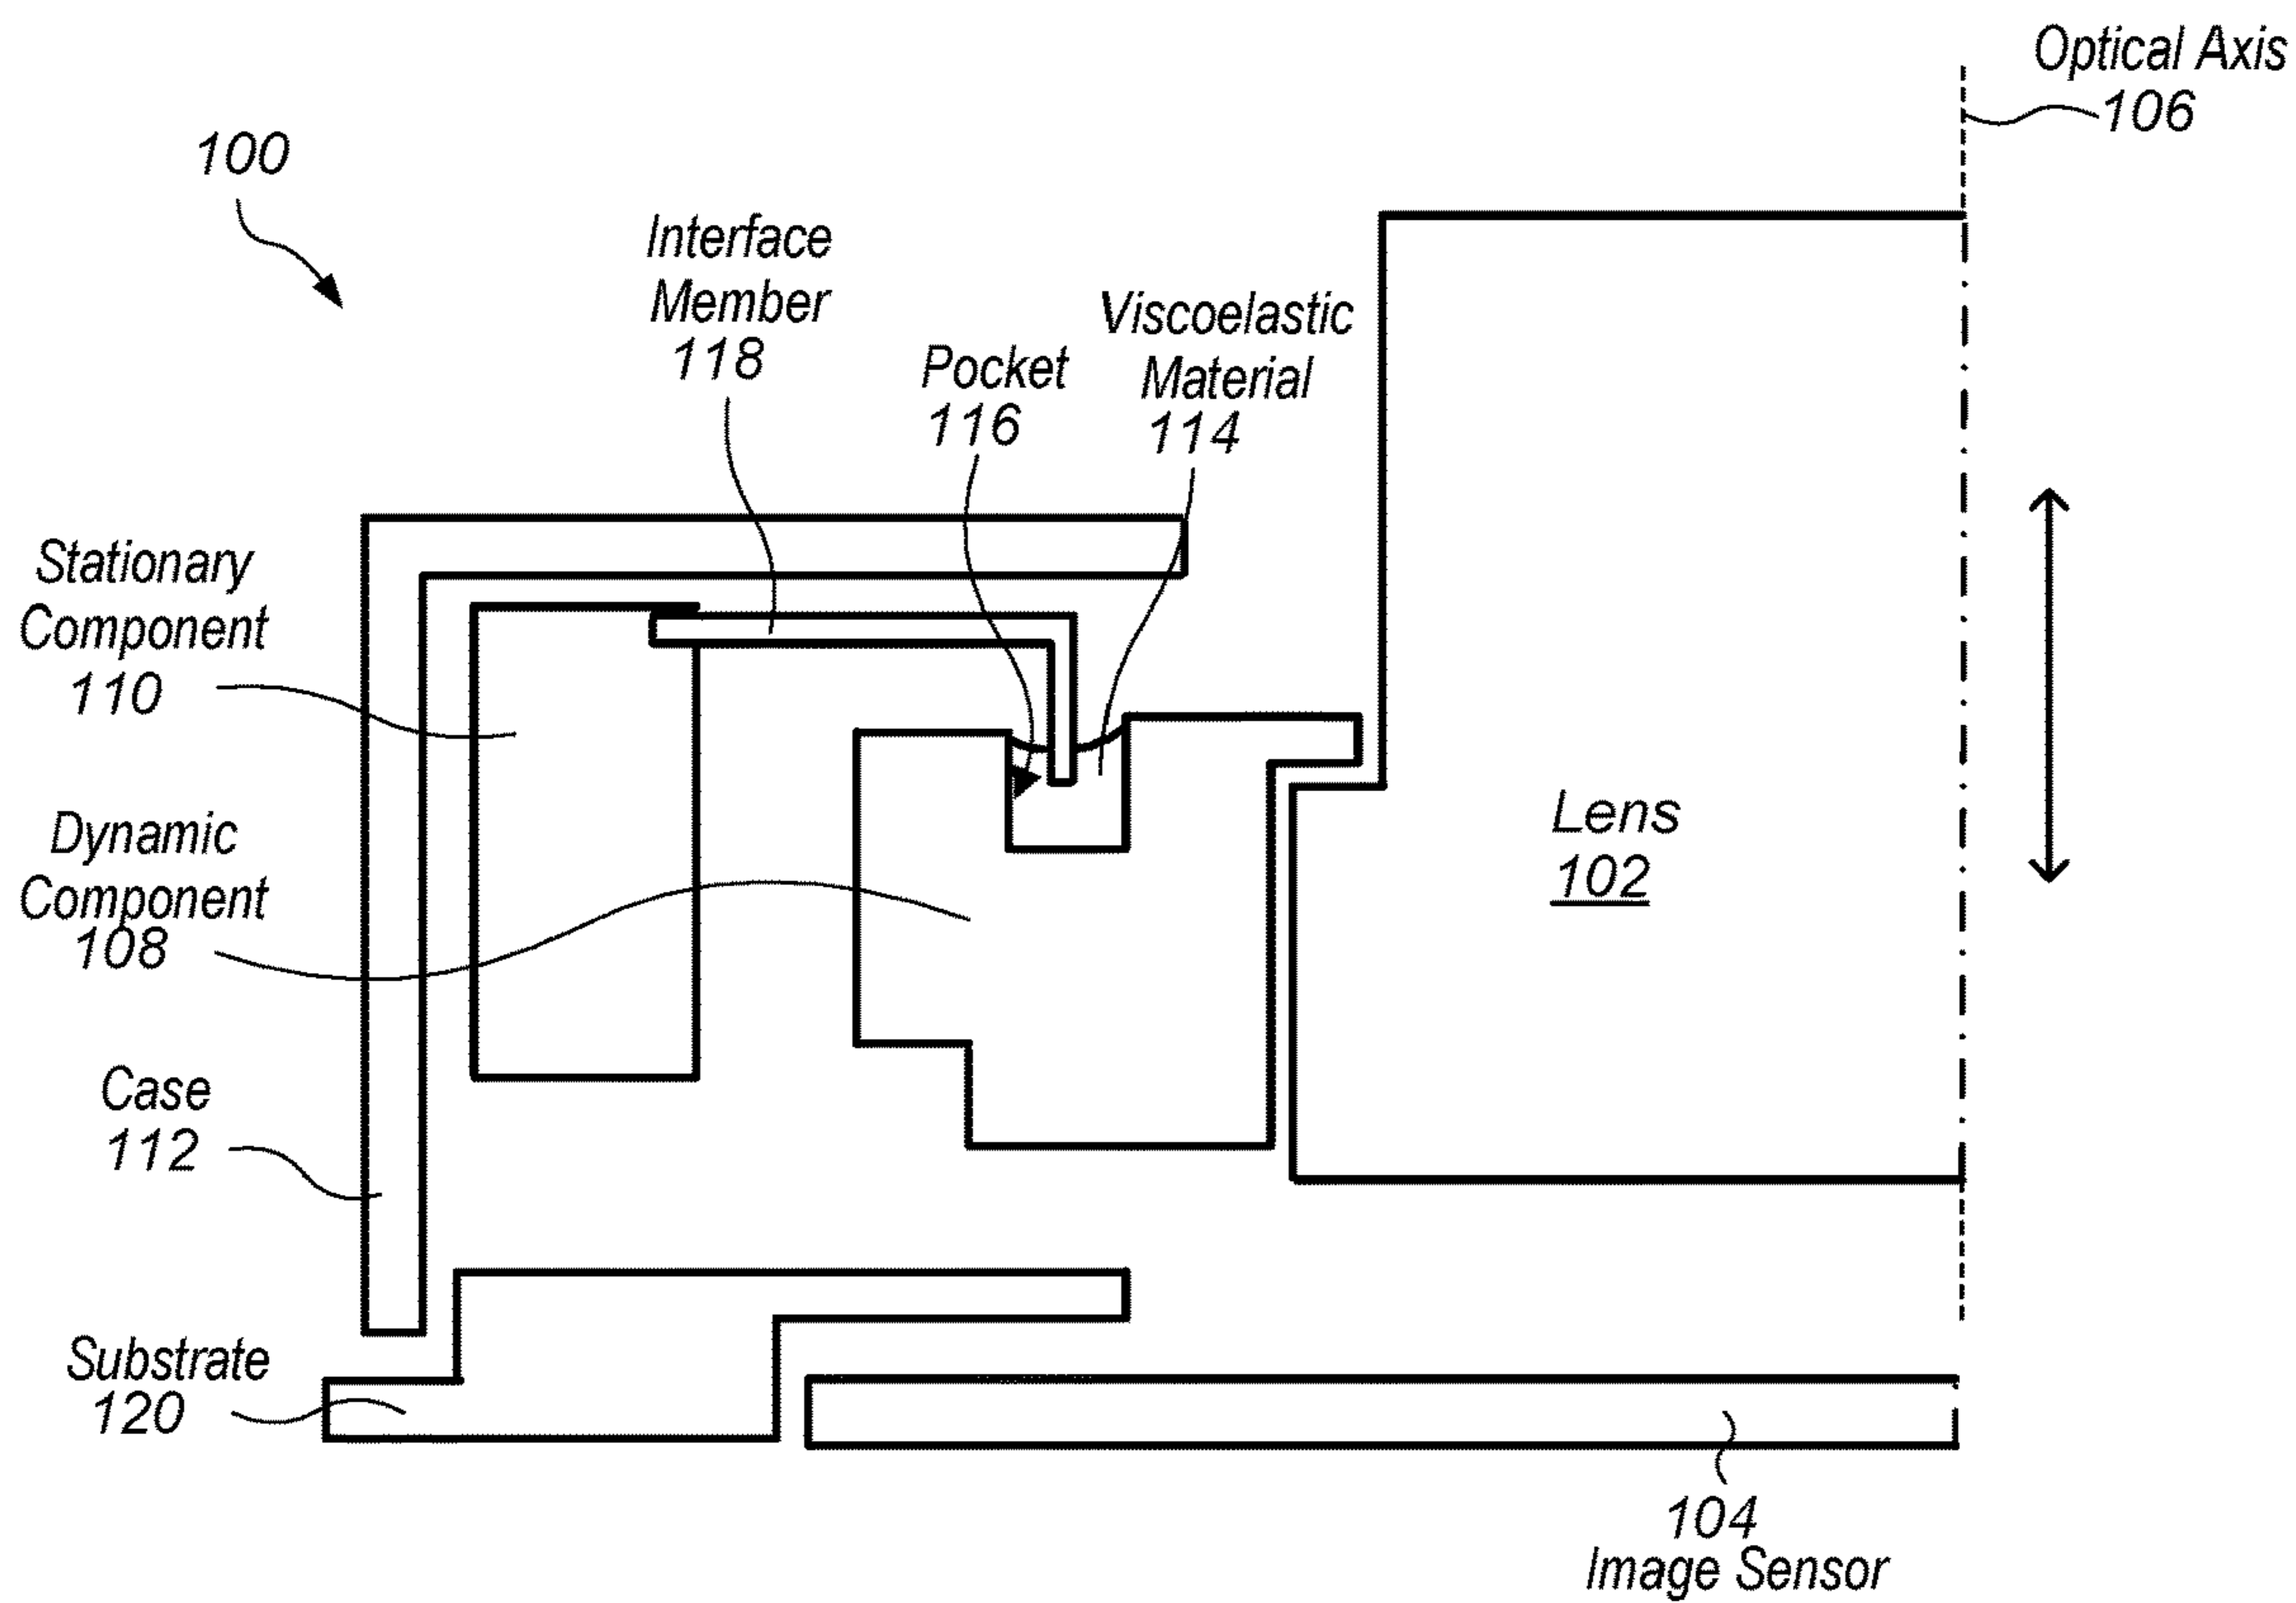 Optical Axis
106
100
Interface
Member
118
Viscoelastic
Material
114
Pocket
116
Stationary
Component
110
Dynamic
Component
108
Lens
102
Case
112
Substrate
120
104
Image Sensor